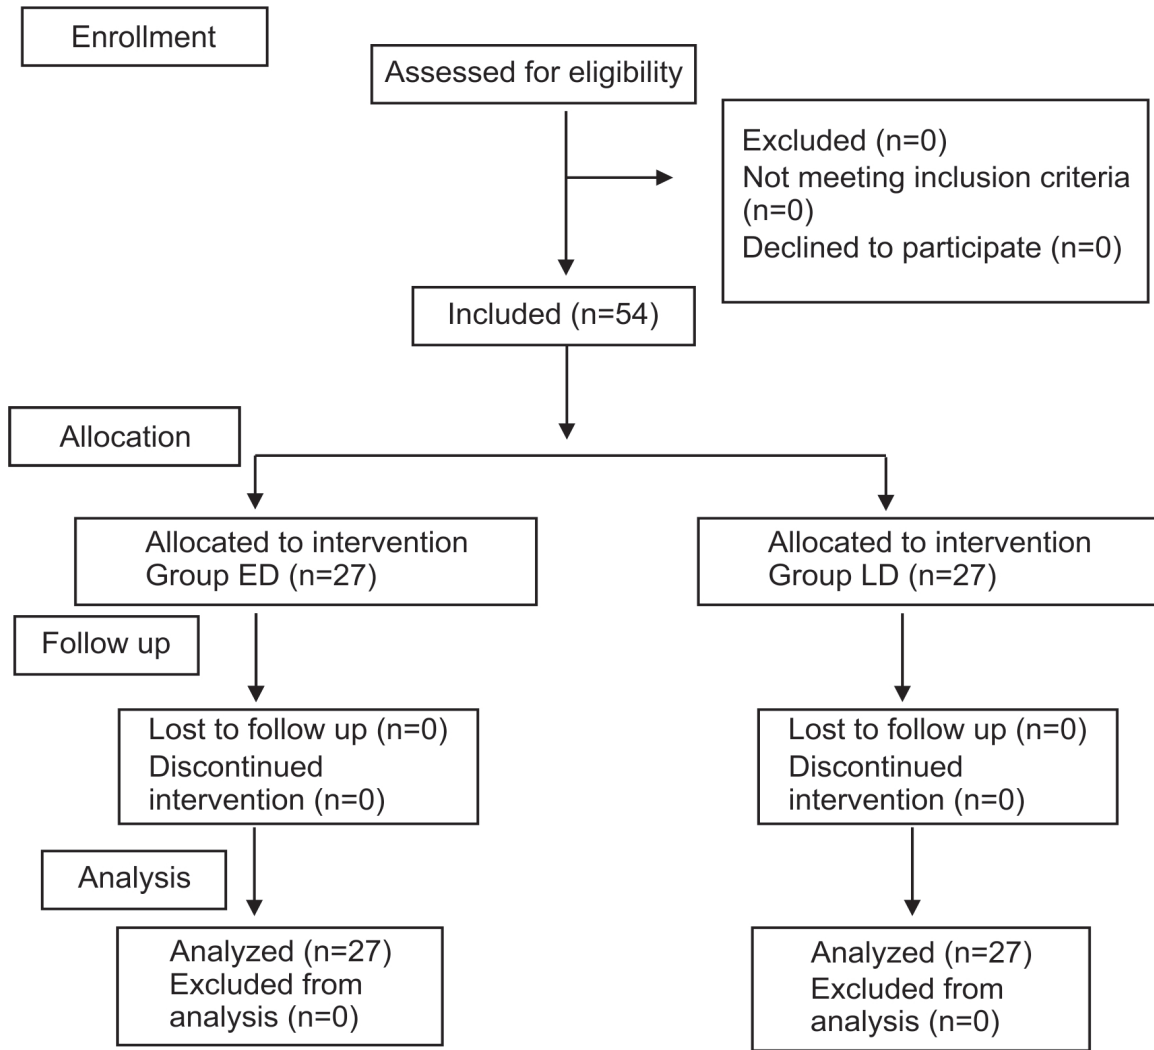 Enrollment
Assessed for eligibility
Excluded (n=0)
Not meeting inclusion criteria
(n=0)
Declined to participate (n=0)
Included (n=54)
Allocation
Allocated to intervention
Group ED (n=27)
Allocated to intervention
Group LD (n=27)
Follow up
Lost to follow up (n=0)
Discontinued
intervention (n=0)
Lost to follow up (n=0)
Discontinued
intervention (n=0)
Analysis
Analyzed (n=27)
Excluded from
analysis (n=0)
Analyzed (n=27)
Excluded from
analysis (n=0)